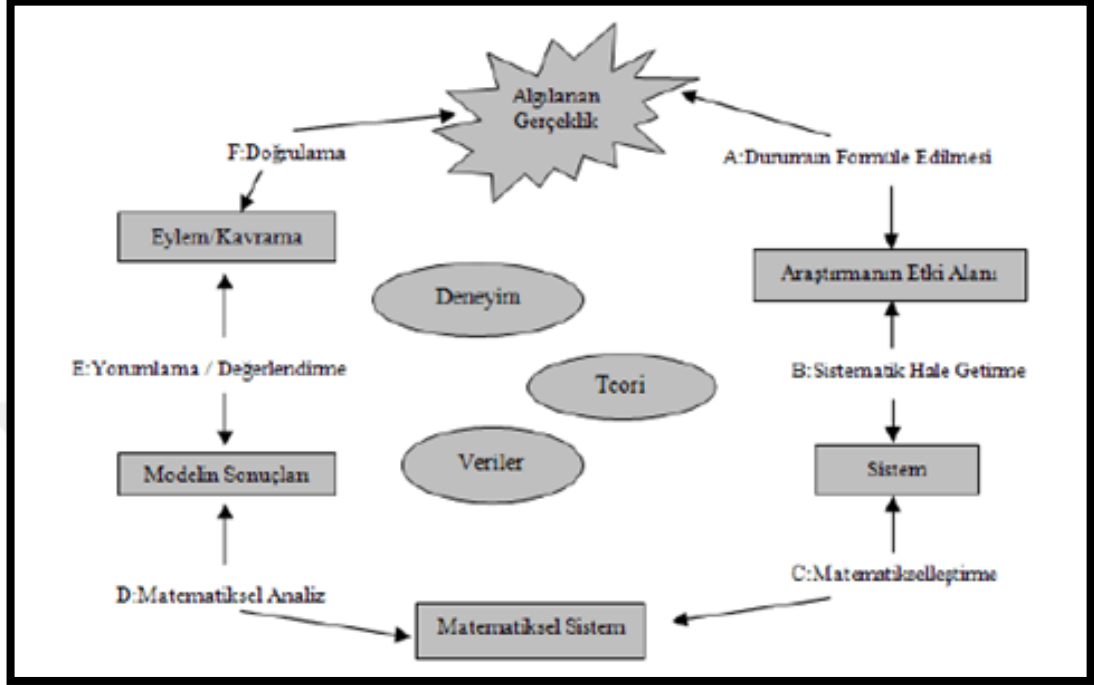 Algılanan
Gerçeklik
F:Doğrulama
A:Durumun Formüle Edilmesi
Eylem/Kavrama
Araştırmanın Etki Alanı
Deneyim
E:Yorumlama / Değerlendirme
B:Sistematik Hale Getirme
Teori
Veriler
Modelin Sonuçları
Sistem
D:Matematiksel Analiz
C:Matematikselleştirme
Matematiksel Sistem